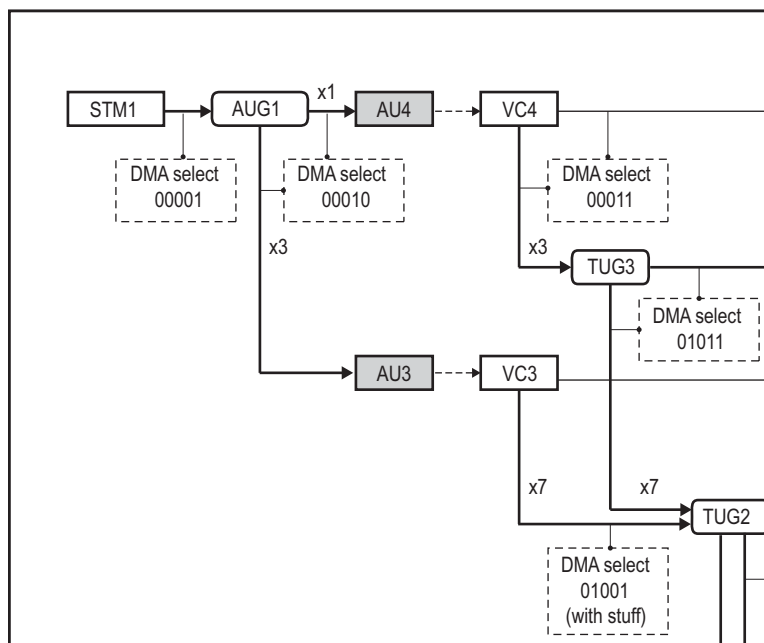 x1
STM1
AUG1
AU4
VC4
DMA select
00001
DMA select
00010
DMA select
00011
x3
x3
TUG3
DMA select
01011
AU3
VC3
x7
x7
TUG2
DMA select
01001
(with stuff)